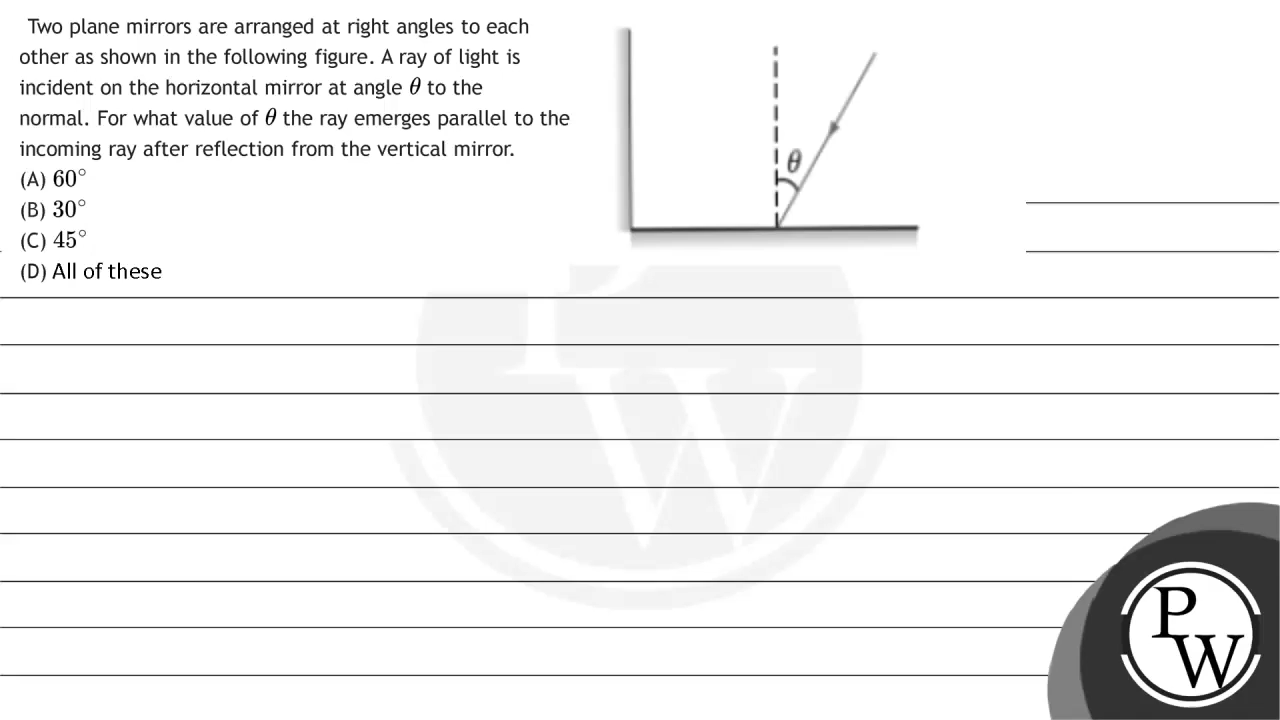 Two plane mirrors are arranged at right angles to each
other as shown in the following figure. A ray of light is
incident on the horizontal mirror at angle θ to the
normal. For what value of θ the ray emerges parallel to the
incoming ray after reflection from the vertical mirror.
(A) 60°
(B) 30°
(C) 45°
(D) All of these
θ
P
W